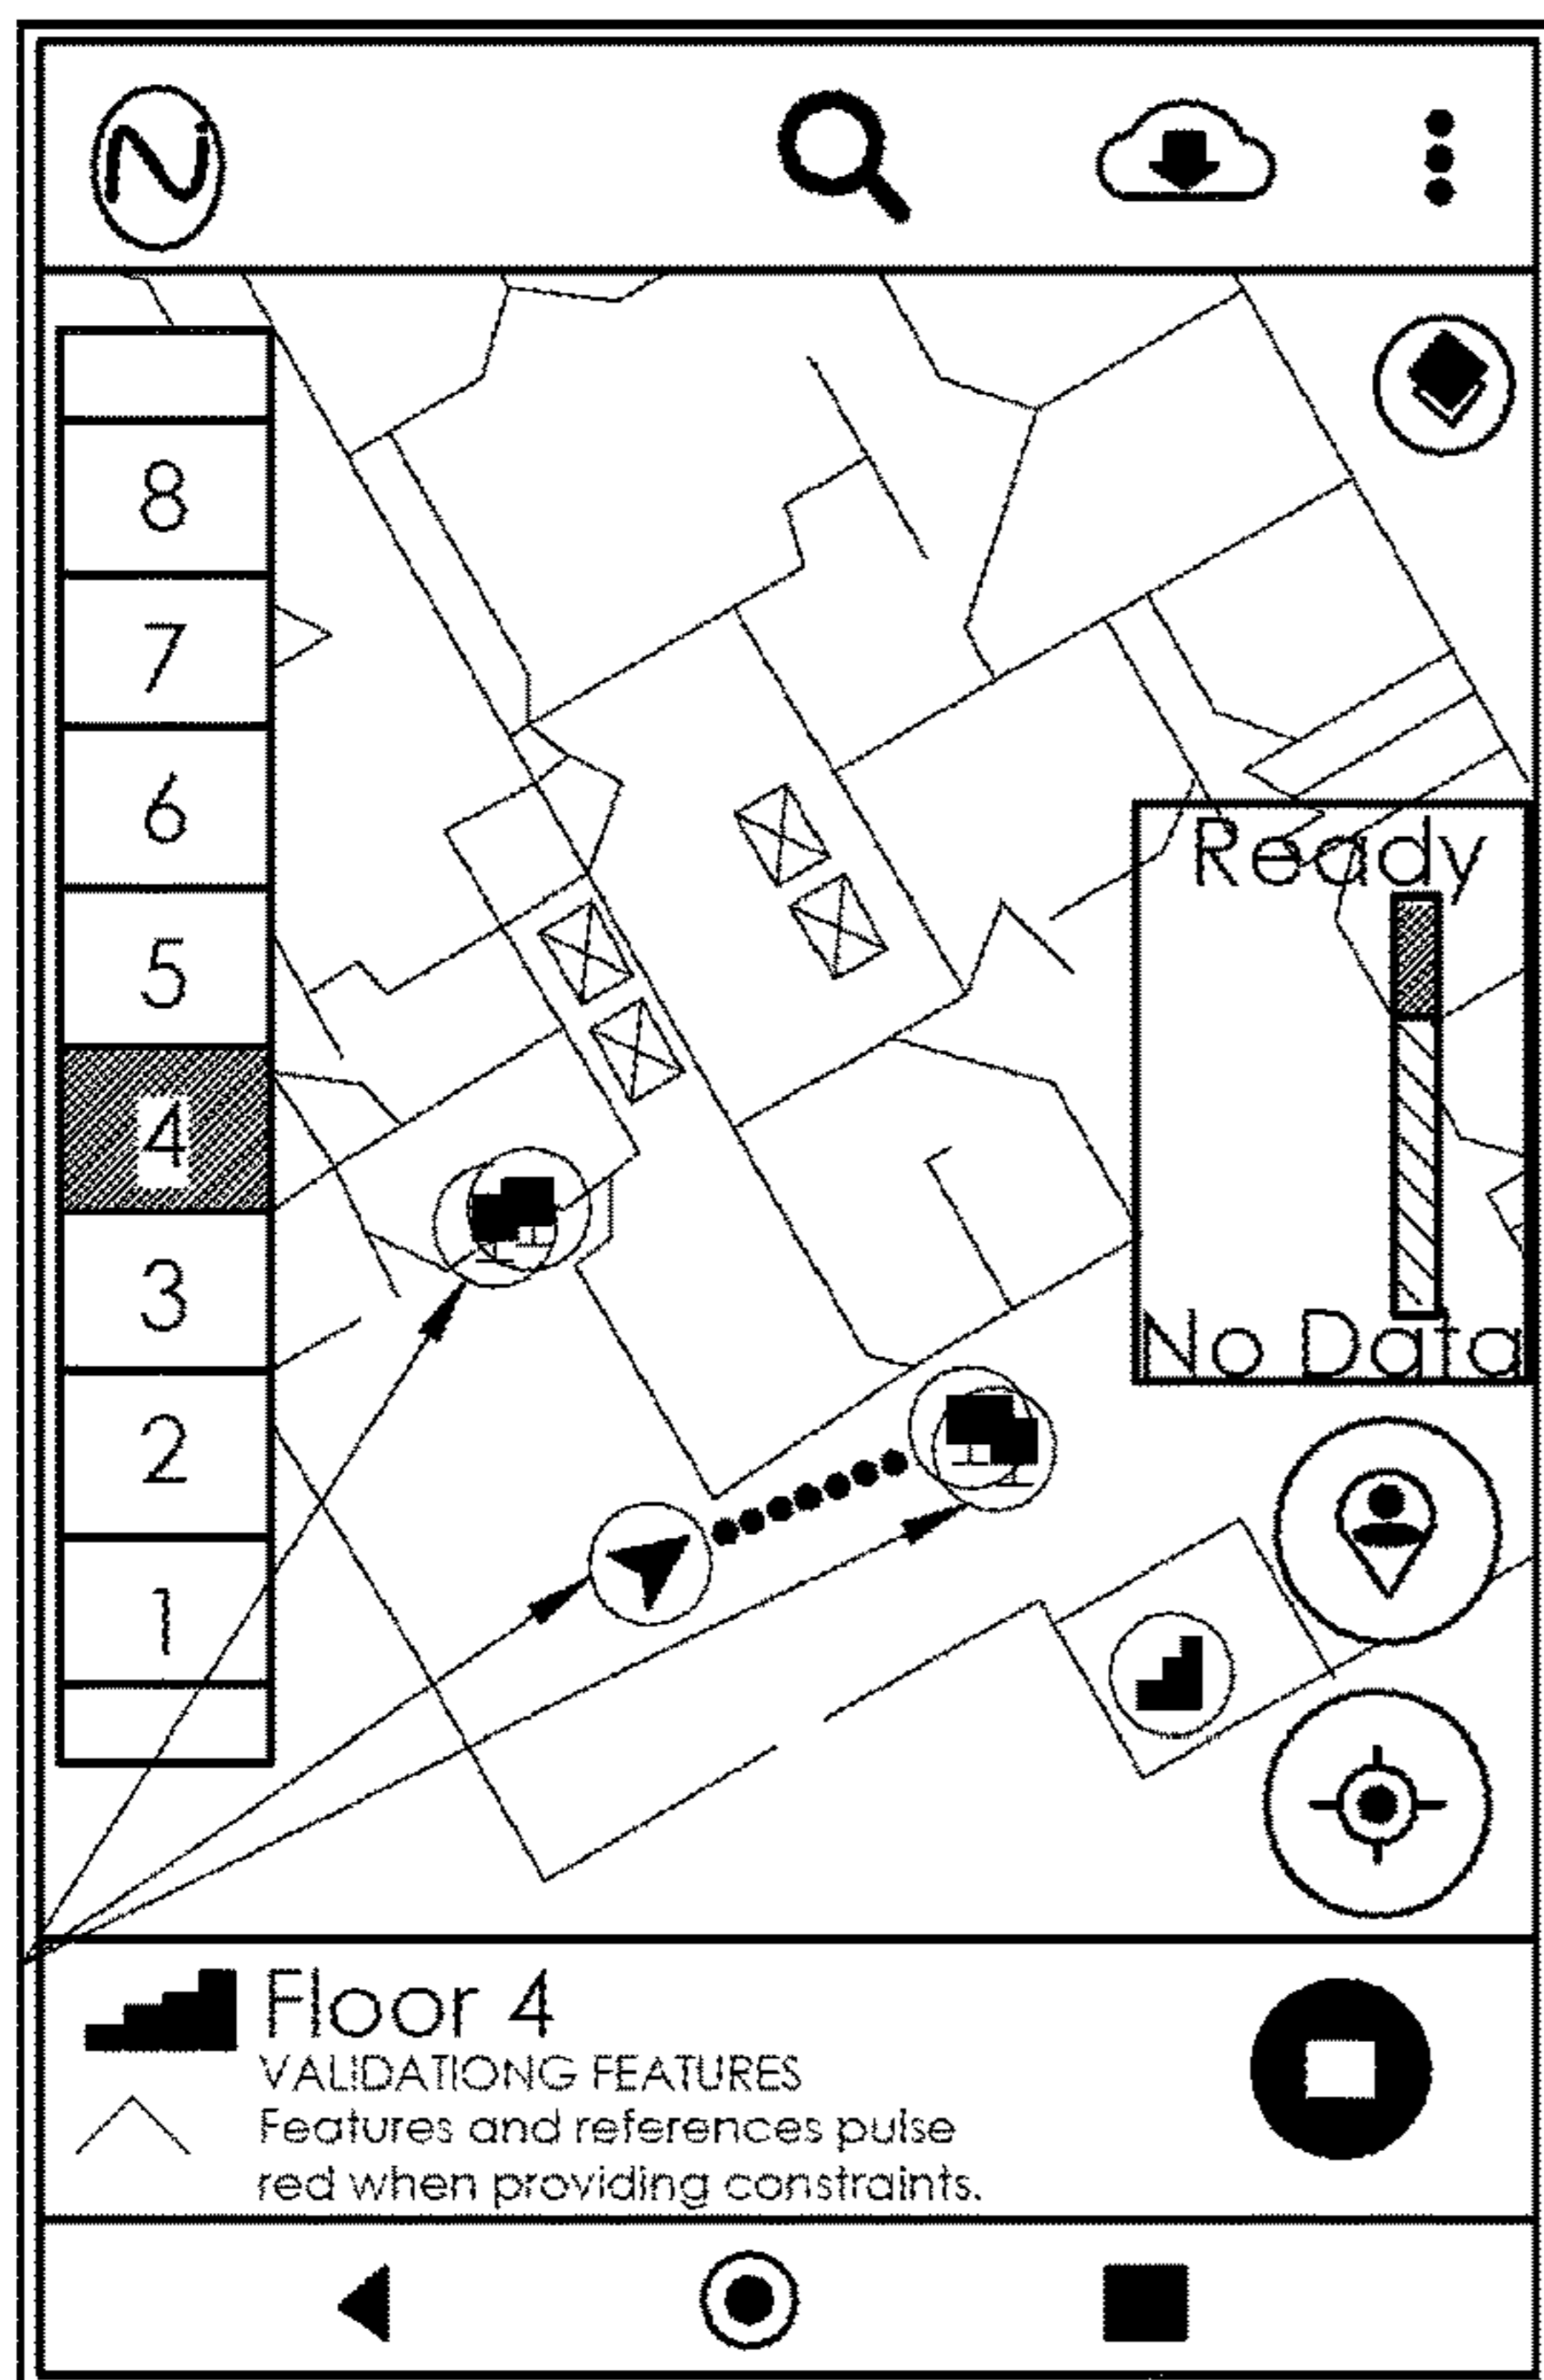 8
7
6
5
4
3
2
1
Ready
No Data
Floor 4
VALIDATIONG FEATURES
Features and references pulse
red when providing constraints.